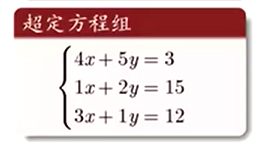 超定方程组
4x + 5y = 3
1x + 2y = 15
3x + 1y = 12